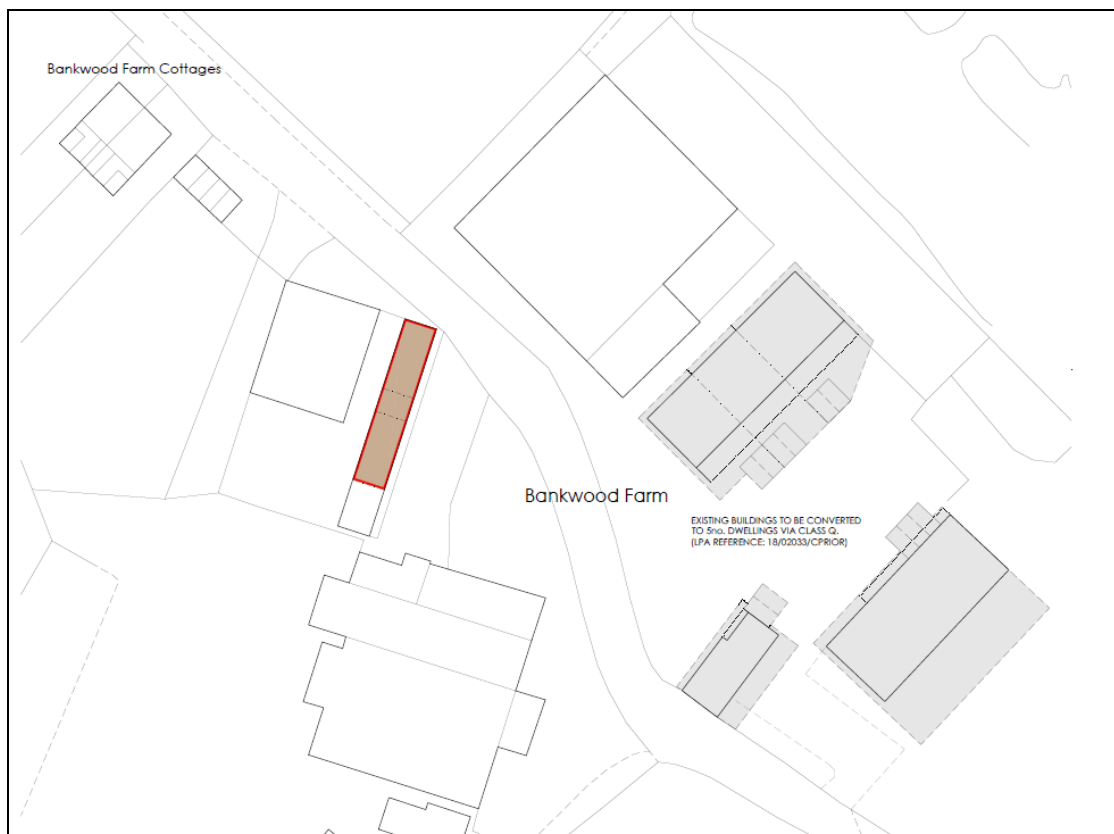 Bankwood Farm Cottages
Bankwood Farm
EXISTING BUILDINGS TO BE CONVERTED
TO 5no. DWELLINGS VIA CLASS Q.
(LPA REFERENCE: 18/02033/CPRIOR)